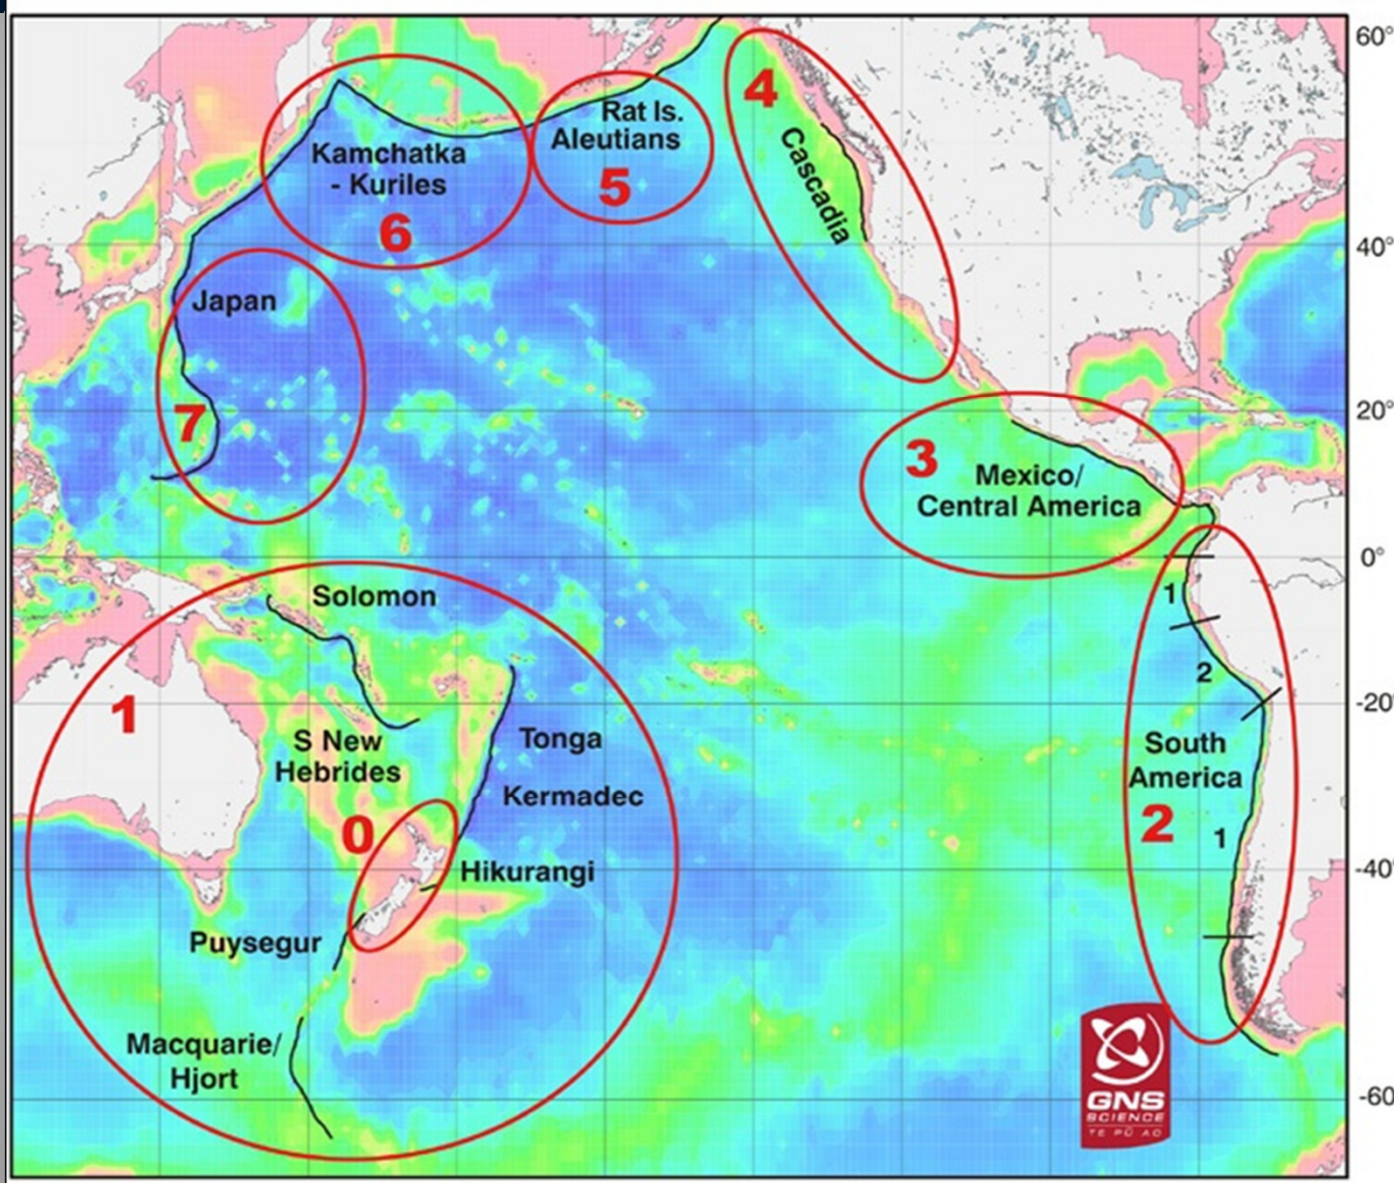 60°
4
Rat Is.
Aleutians
5
Kamchatka
- Kuriles
6
Cascadia
40°
Japan
7
20°
3
Mexico/
Central America
0°
Solomon
1
1
2
-20°
S New
Hebrides
Tonga
Kermadec
South
America
2
1
0
Hikurangi
-40°
Puysegur
Macquarie/
Hjort
GNS
SCIENCE
TE PŪ AO
-60